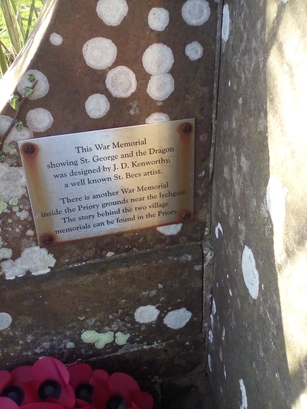 This War Memorial
showing St. George and the Dragon
was designed by J. D. Kenworthy,
a well known St. Bees artist.
There is another War Memorial
inside the Priory grounds near the lychgate.
The story behind the two village
memorials can be found in the Priory.